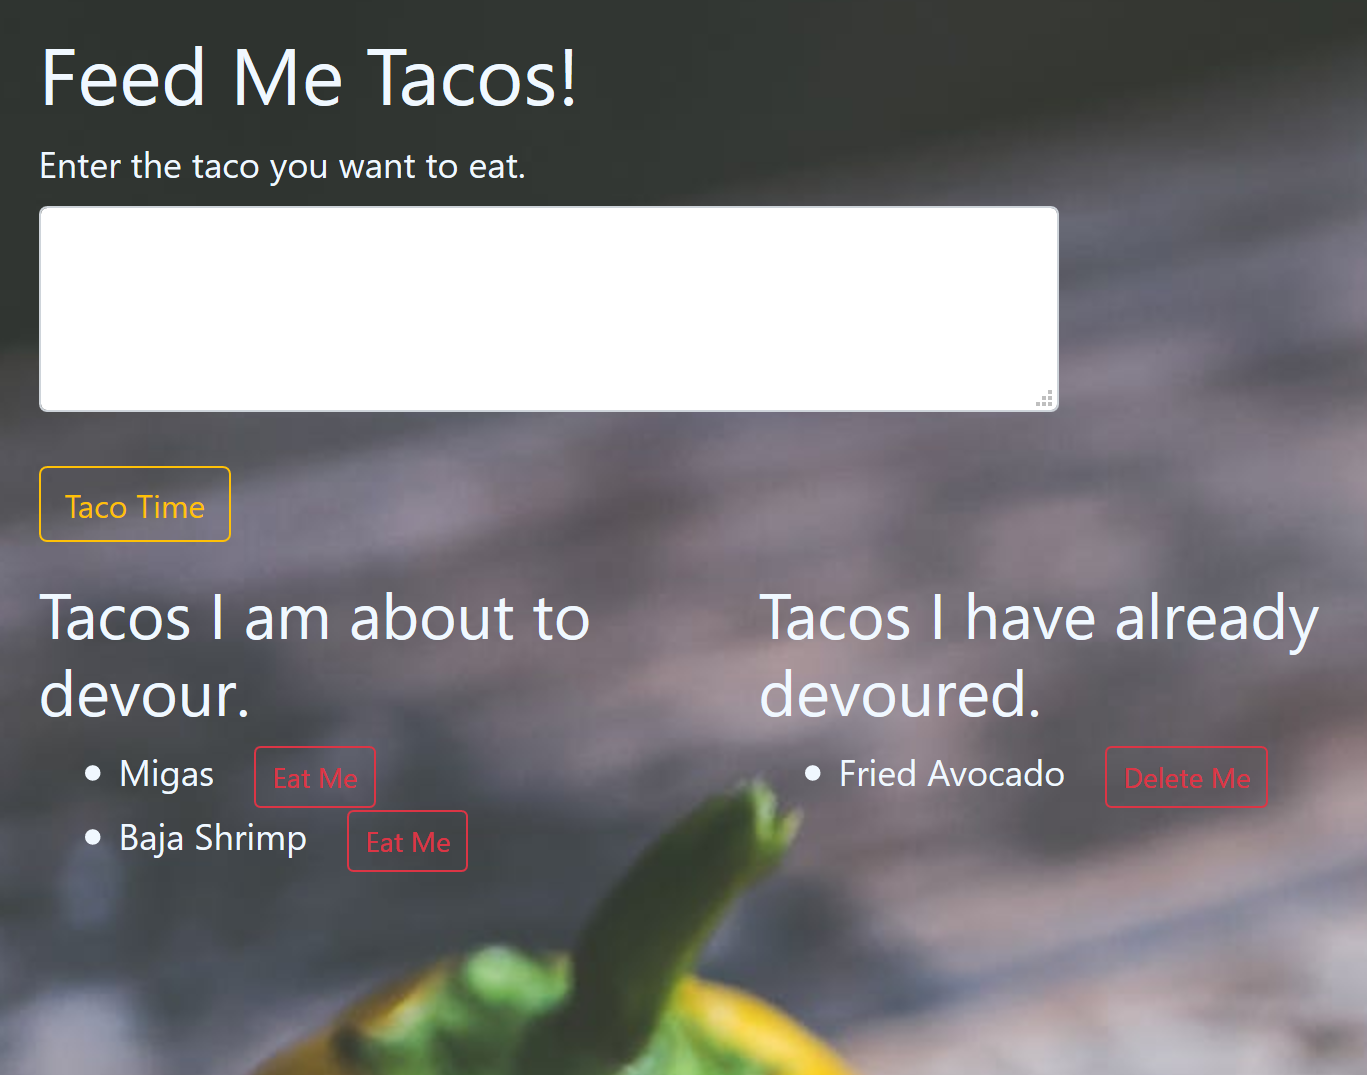 Feed Me Tacos!
Enter the taco you want to eat.
Taco Time
Tacos I am about to
devour.
Migas Eat Me
Baja Shrimp Eat Me
Tacos I have already
devoured.
Fried Avocado Delete Me